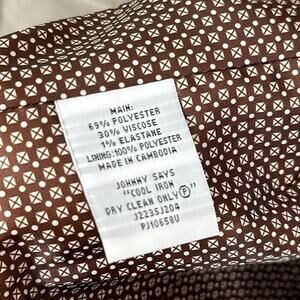 MAIN:
69% POLYESTER
30% VISCOSE
1% ELASTANE
LINING:100% POLYESTER
MADE IN CAMBODIA
JOHNNY SAYS
"COOL IRON
DRY CLEAN ONLY Ⓟ"
J223SJ204
PJ10658U